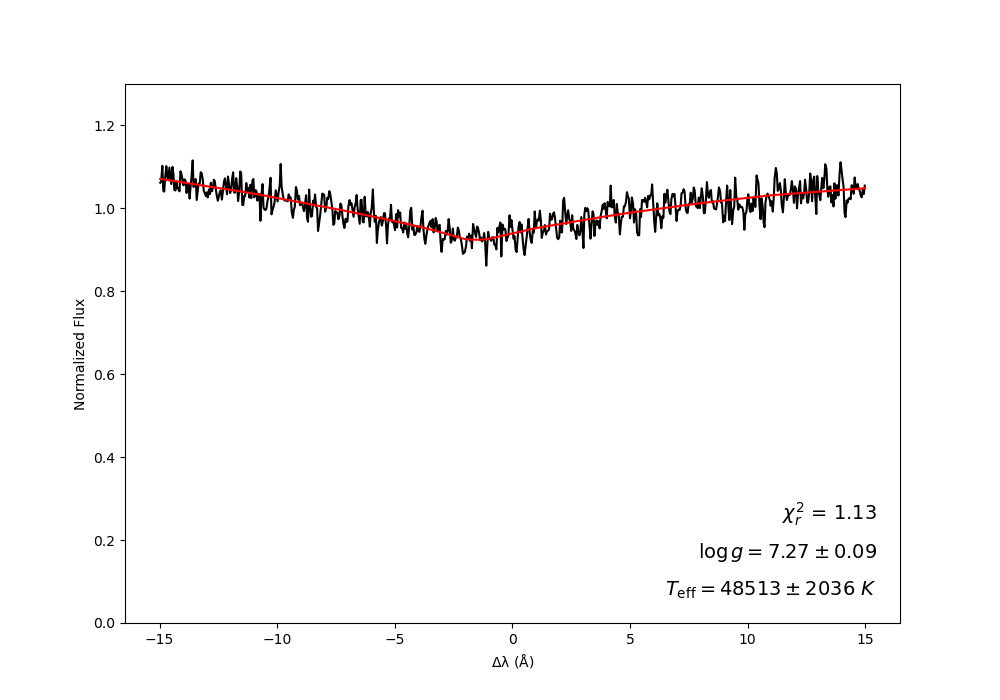 1.2
1.0
0.8
0.6
0.4
0.2
0.0
Normalized Flux
χ²ᵣ = 1.13
log g = 7.27 ± 0.09
T_eff = 48513 ± 2036 K
−15 −10 −5 0 5 10 15
Δλ (Å)